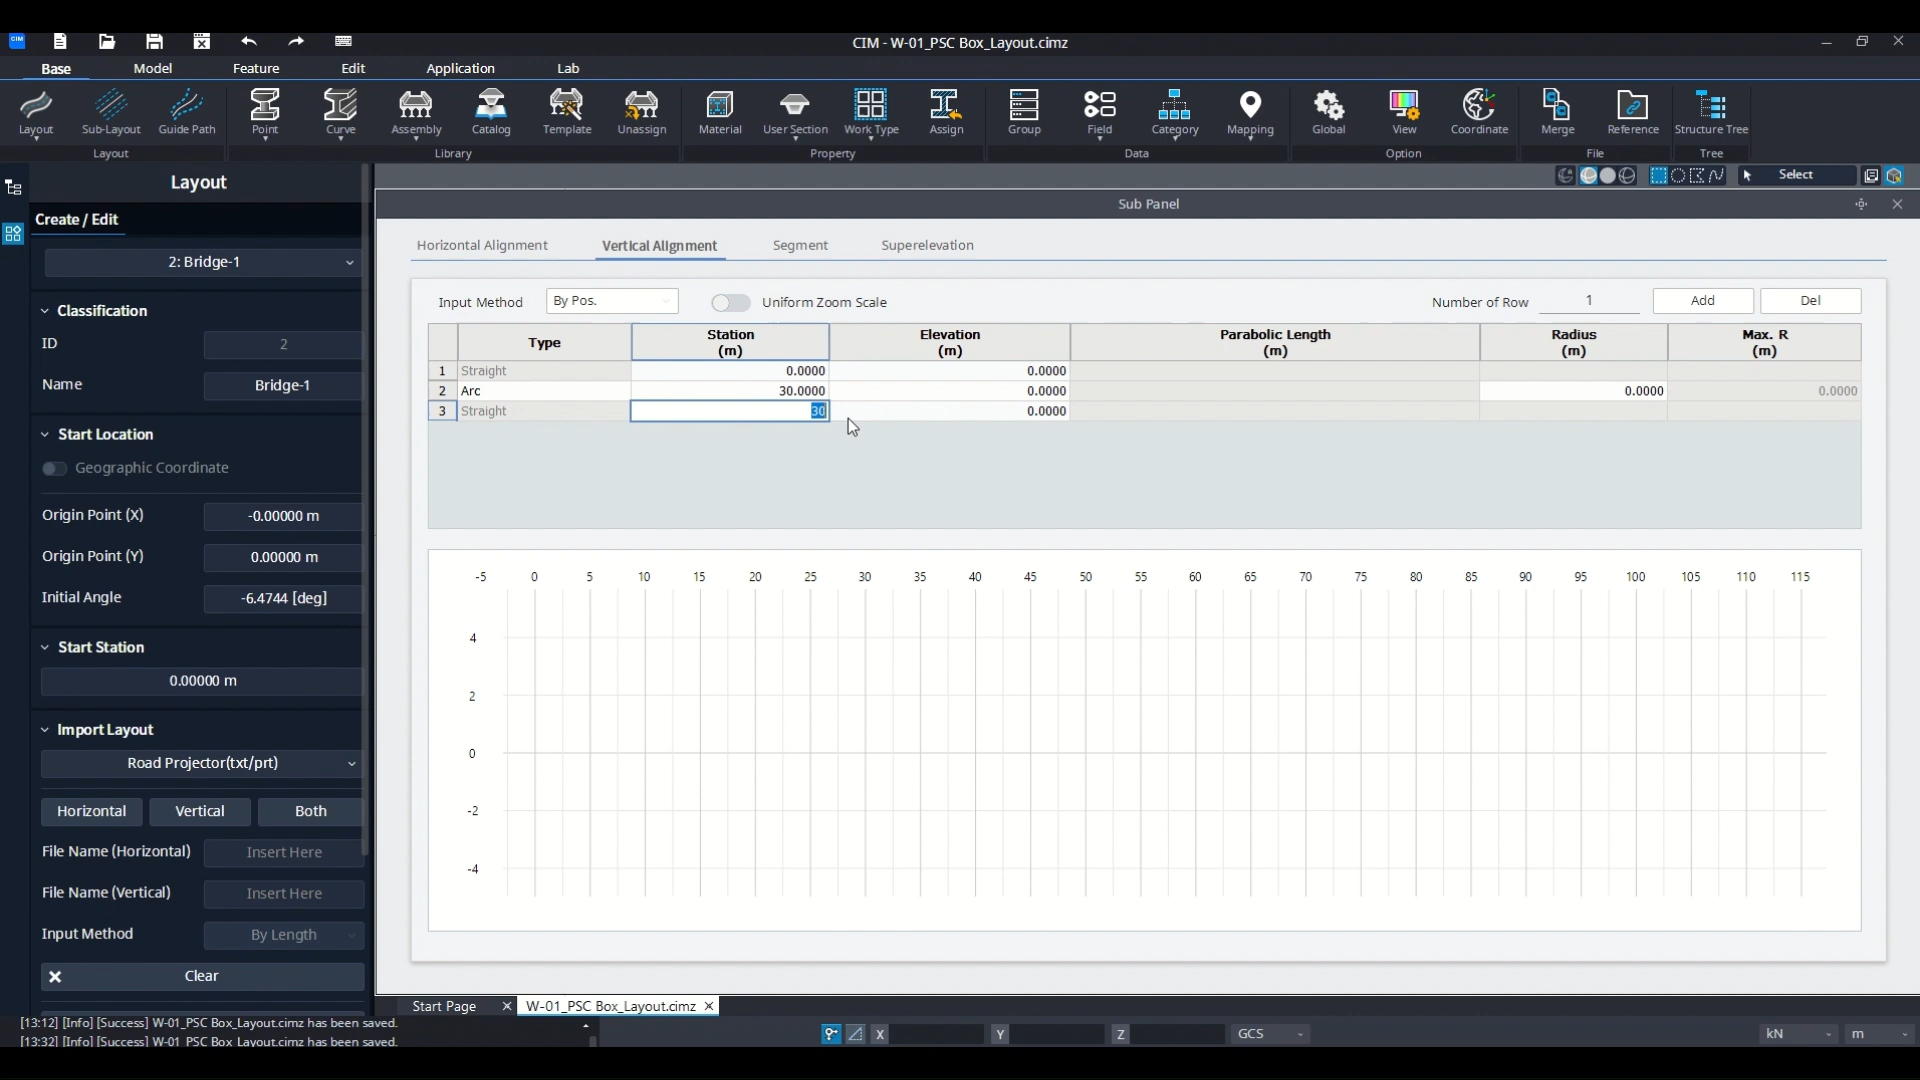 CIM CIM - W-01_PSC Box_Layout.cimz
Base Model Feature Edit Application Lab
Layout Sub-Layout Guide Path Point Curve Assembly Catalog Template Unassign Material User Section Work Type Assign Group Field Category Mapping Global View Coordinate Merge Reference Structure Tree
Layout Library Property Data Option File Tree
Select
Layout
Create / Edit
2: Bridge-1
Classification
ID 2
Name Bridge-1
Start Location
Geographic Coordinate
Origin Point (X) -0.00000 m
Origin Point (Y) 0.00000 m
Initial Angle -6.4744 [deg]
Start Station
0.00000 m
Import Layout
Road Projector(txt/prt)
Horizontal Vertical Both
File Name (Horizontal) Insert Here
File Name (Vertical) Insert Here
Input Method By Length
Clear
Sub Panel
Horizontal Alignment Vertical Alignment Segment Superelevation
Input Method By Pos. Uniform Zoom Scale Number of Row 1 Add Del
Type Station (m) Elevation (m) Parabolic Length (m) Radius (m) Max. R (m)
1 Straight 0.0000 0.0000
2 Arc 30.0000 0.0000 0.0000 0.0000
3 Straight 30 0.0000
-5 0 5 10 15 20 25 30 35 40 45 50 55 60 65 70 75 80 85 90 95 100 105 110 115
4
2
0
-2
-4
Start Page W-01_PSC Box_Layout.cimz
[13:12] [Info] [Success] W-01_PSC Box_Layout.cimz has been saved.
[13:32] [Info] [Success] W-01_PSC Box_Layout.cimz has been saved.
X Y Z GCS kN m